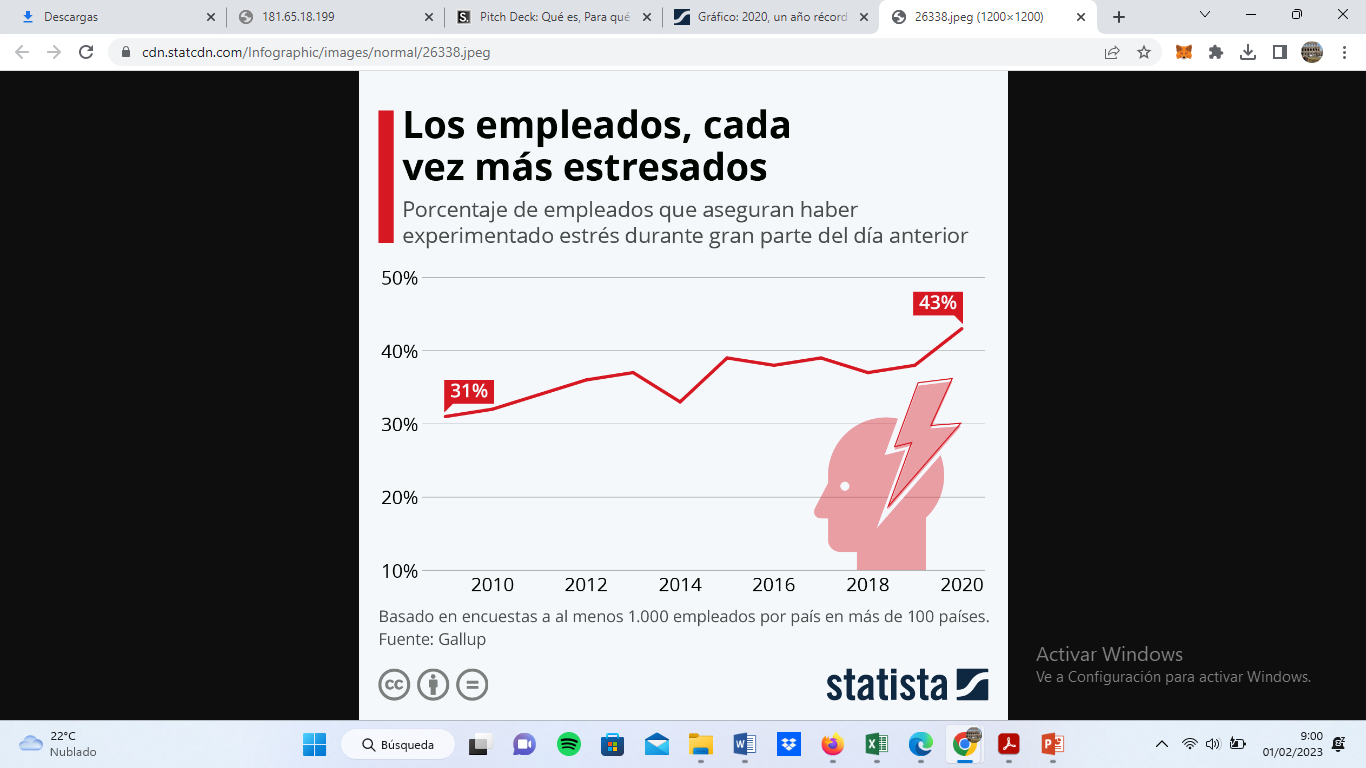 Descargas
181.65.18.199
Pitch Deck: Qué es, Para qué
Gráfico: 2020, un año récord
26338.jpeg (1200×1200)
cdn.statcdn.com/Infographic/images/normal/26338.jpeg
Los empleados, cada
vez más estresados
Porcentaje de empleados que aseguran haber
experimentado estrés durante gran parte del día anterior
50%
43%
40%
31%
30%
20%
10%
2010 2012 2014 2016 2018 2020
Basado en encuestas a al menos 1.000 empleados por país en más de 100 países.
Fuente: Gallup
cc
statista
Activar Windows
Ve a Configuración para activar Windows.
22°C
Nublado
Búsqueda
9:00
01/02/2023